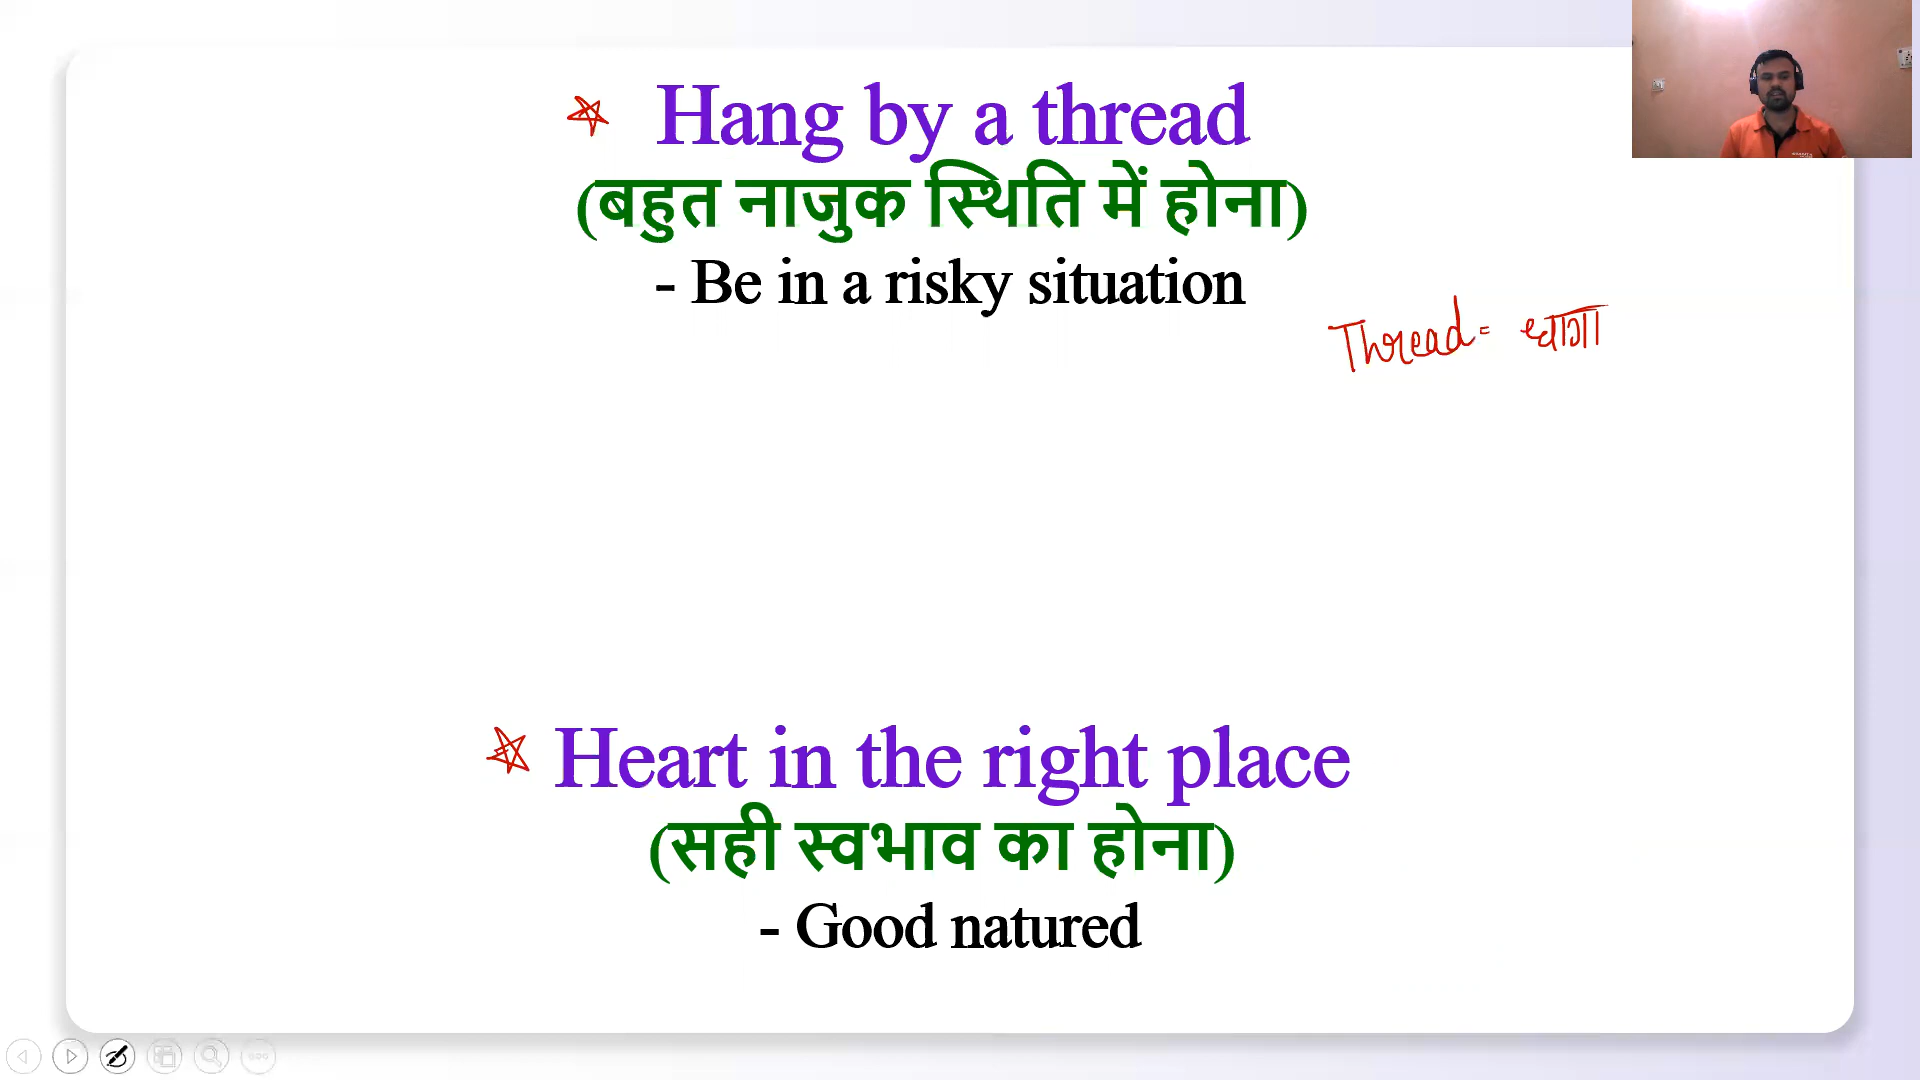 Hang by a thread
(बहुत नाजुक स्थिति में होना)
- Be in a risky situation
Thread = धागा
Heart in the right place
(सही स्वभाव का होना)
- Good natured